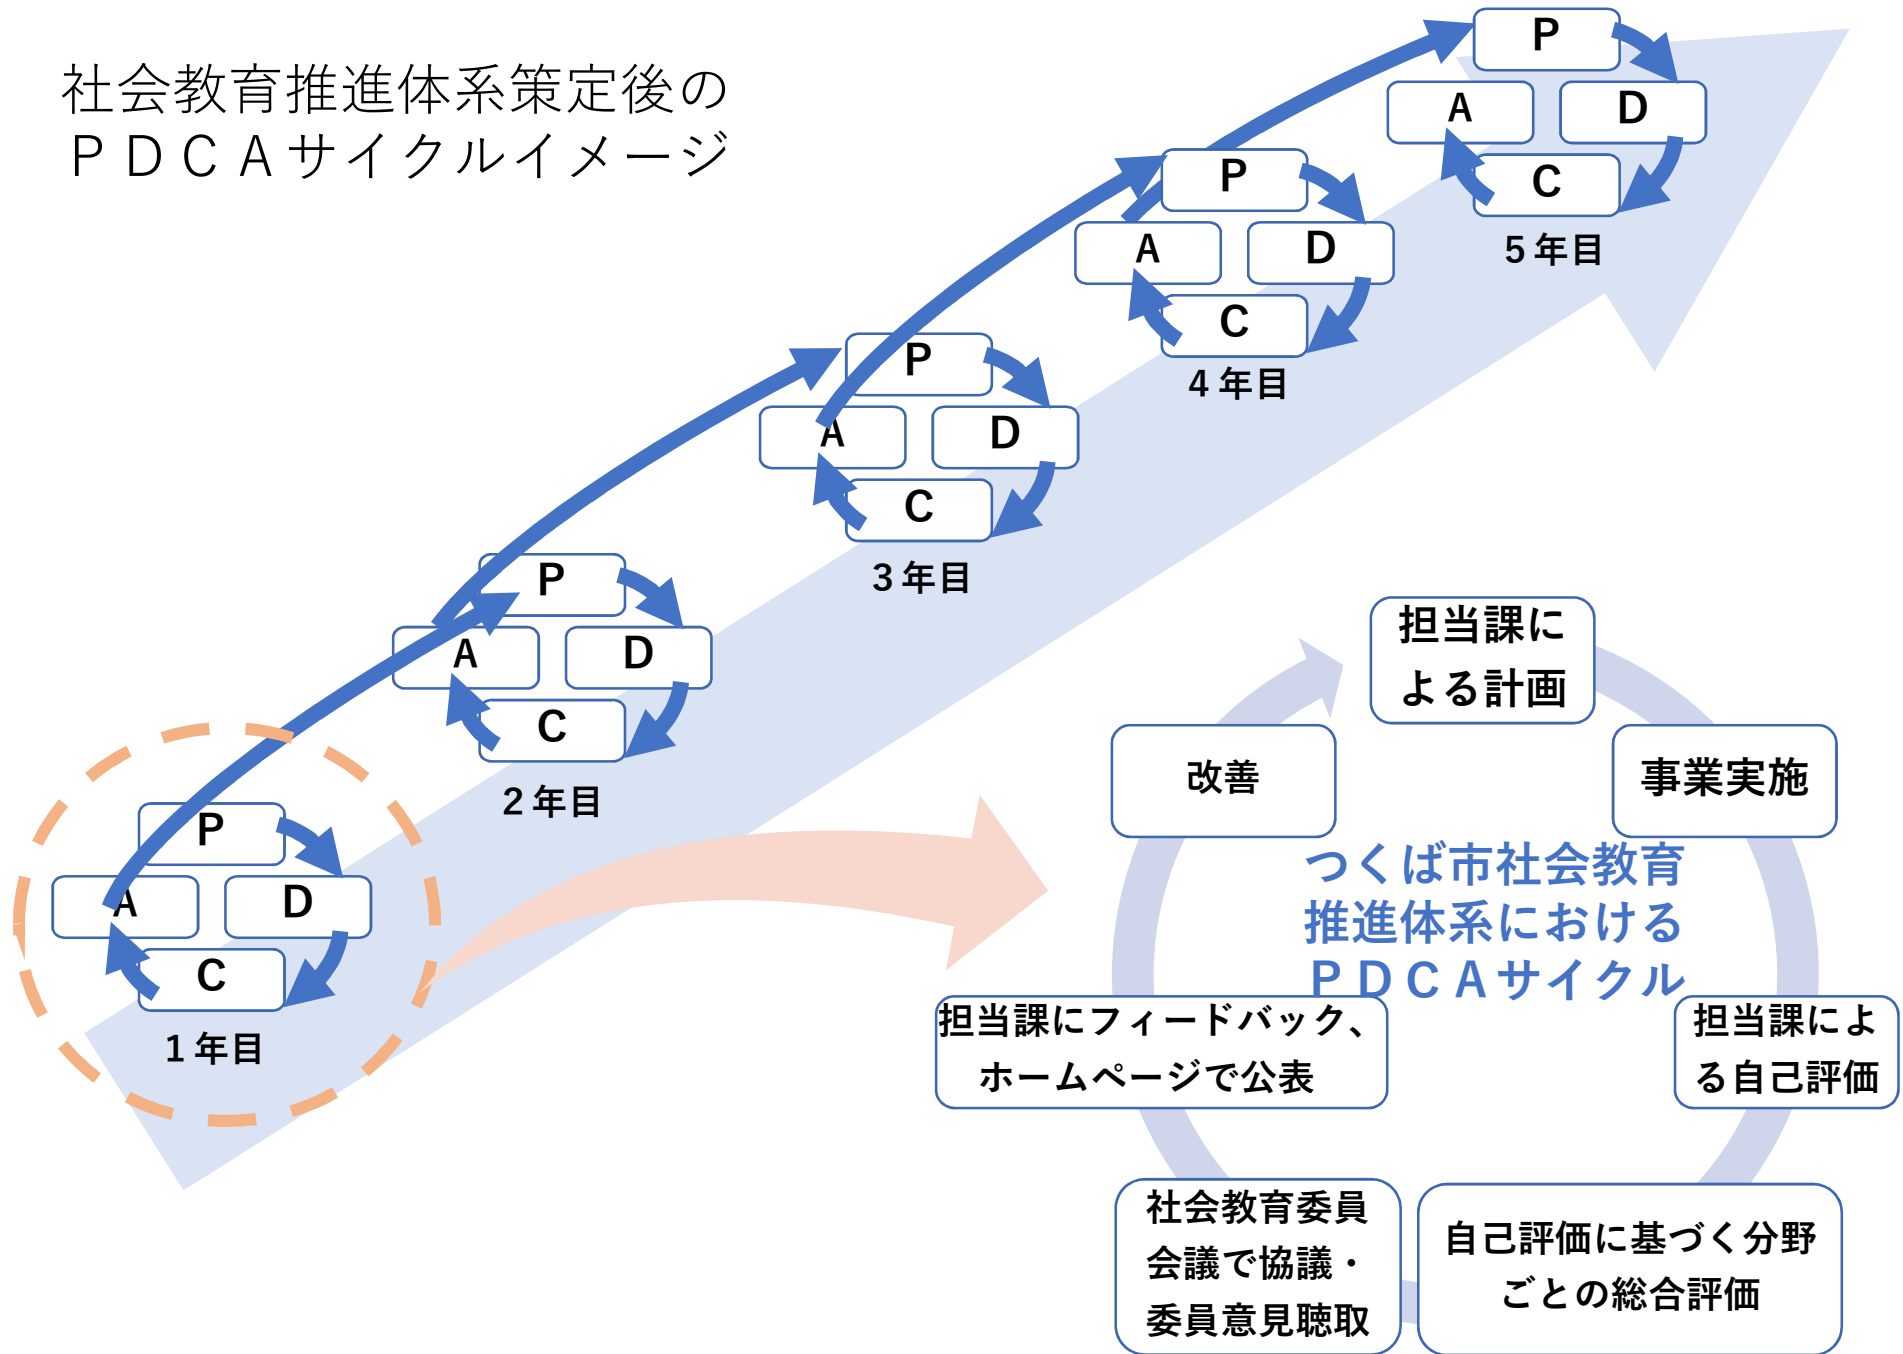 社会教育推進体系策定後の
ＰＤＣＡサイクルイメージ
P
A
D
C
5年目
P
A
D
C
4年目
P
A
D
C
3年目
P
A
D
C
2年目
P
A
D
C
1年目
担当課に
よる計画
事業実施
担当課によ
る自己評価
自己評価に基づく分野
ごとの総合評価
社会教育委員
会議で協議・
委員意見聴取
担当課にフィードバック、
ホームページで公表
改善
つくば市社会教育
推進体系における
ＰＤＣＡサイクル